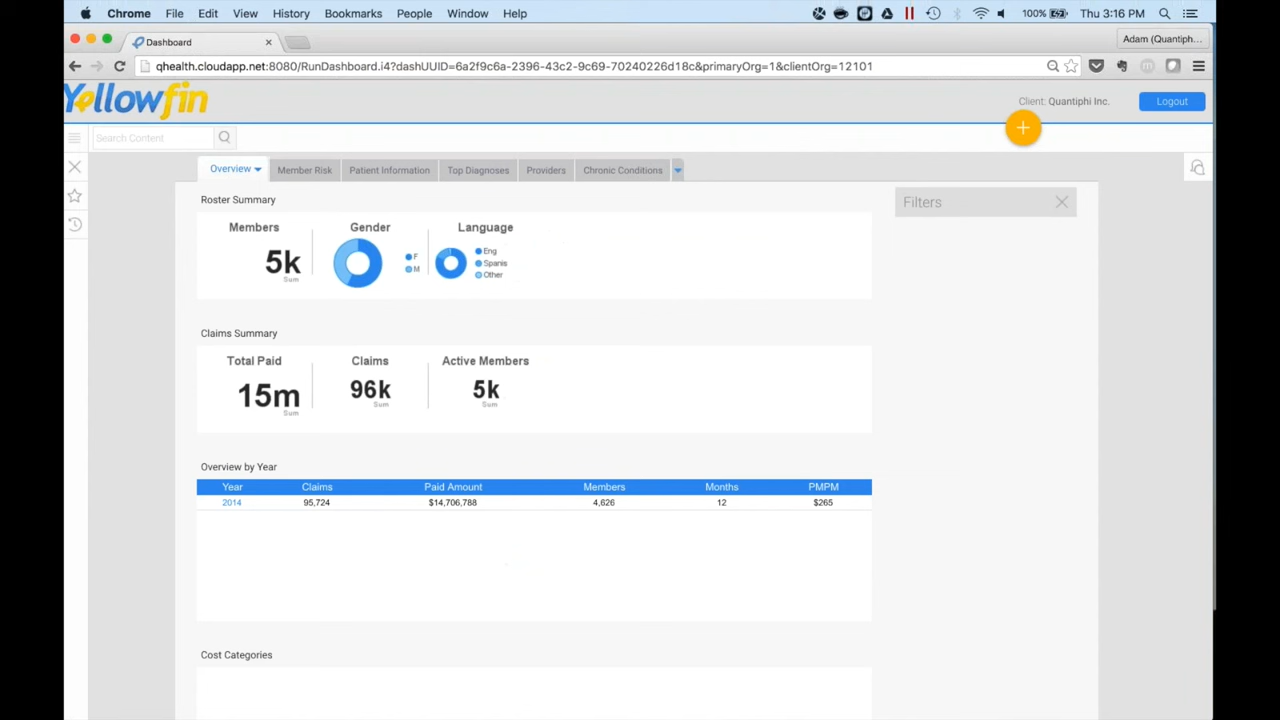 Chrome File Edit View History Bookmarks People Window Help 100% Thu 3:16 PM
Dashboard Adam (Quantiph...
qhealth.cloudapp.net:8080/RunDashboard.i4?dashUUID=6a2f9c6a-2396-43c2-9c69-70240226d18c&primaryOrg=1&clientOrg=12101
Yellowfin Client: Quantiphi Inc. Logout
Search Content
Overview Member Risk Patient Information Top Diagnoses Providers Chronic Conditions
Roster Summary Filters
Members Gender Language
5k F M Eng Spanis Other
Sum
Claims Summary
Total Paid Claims Active Members
15m 96k 5k
Sum Sum Sum
Overview by Year
Year Claims Paid Amount Members Months PMPM
2014 95,724 $14,706,788 4,626 12 $265
Cost Categories